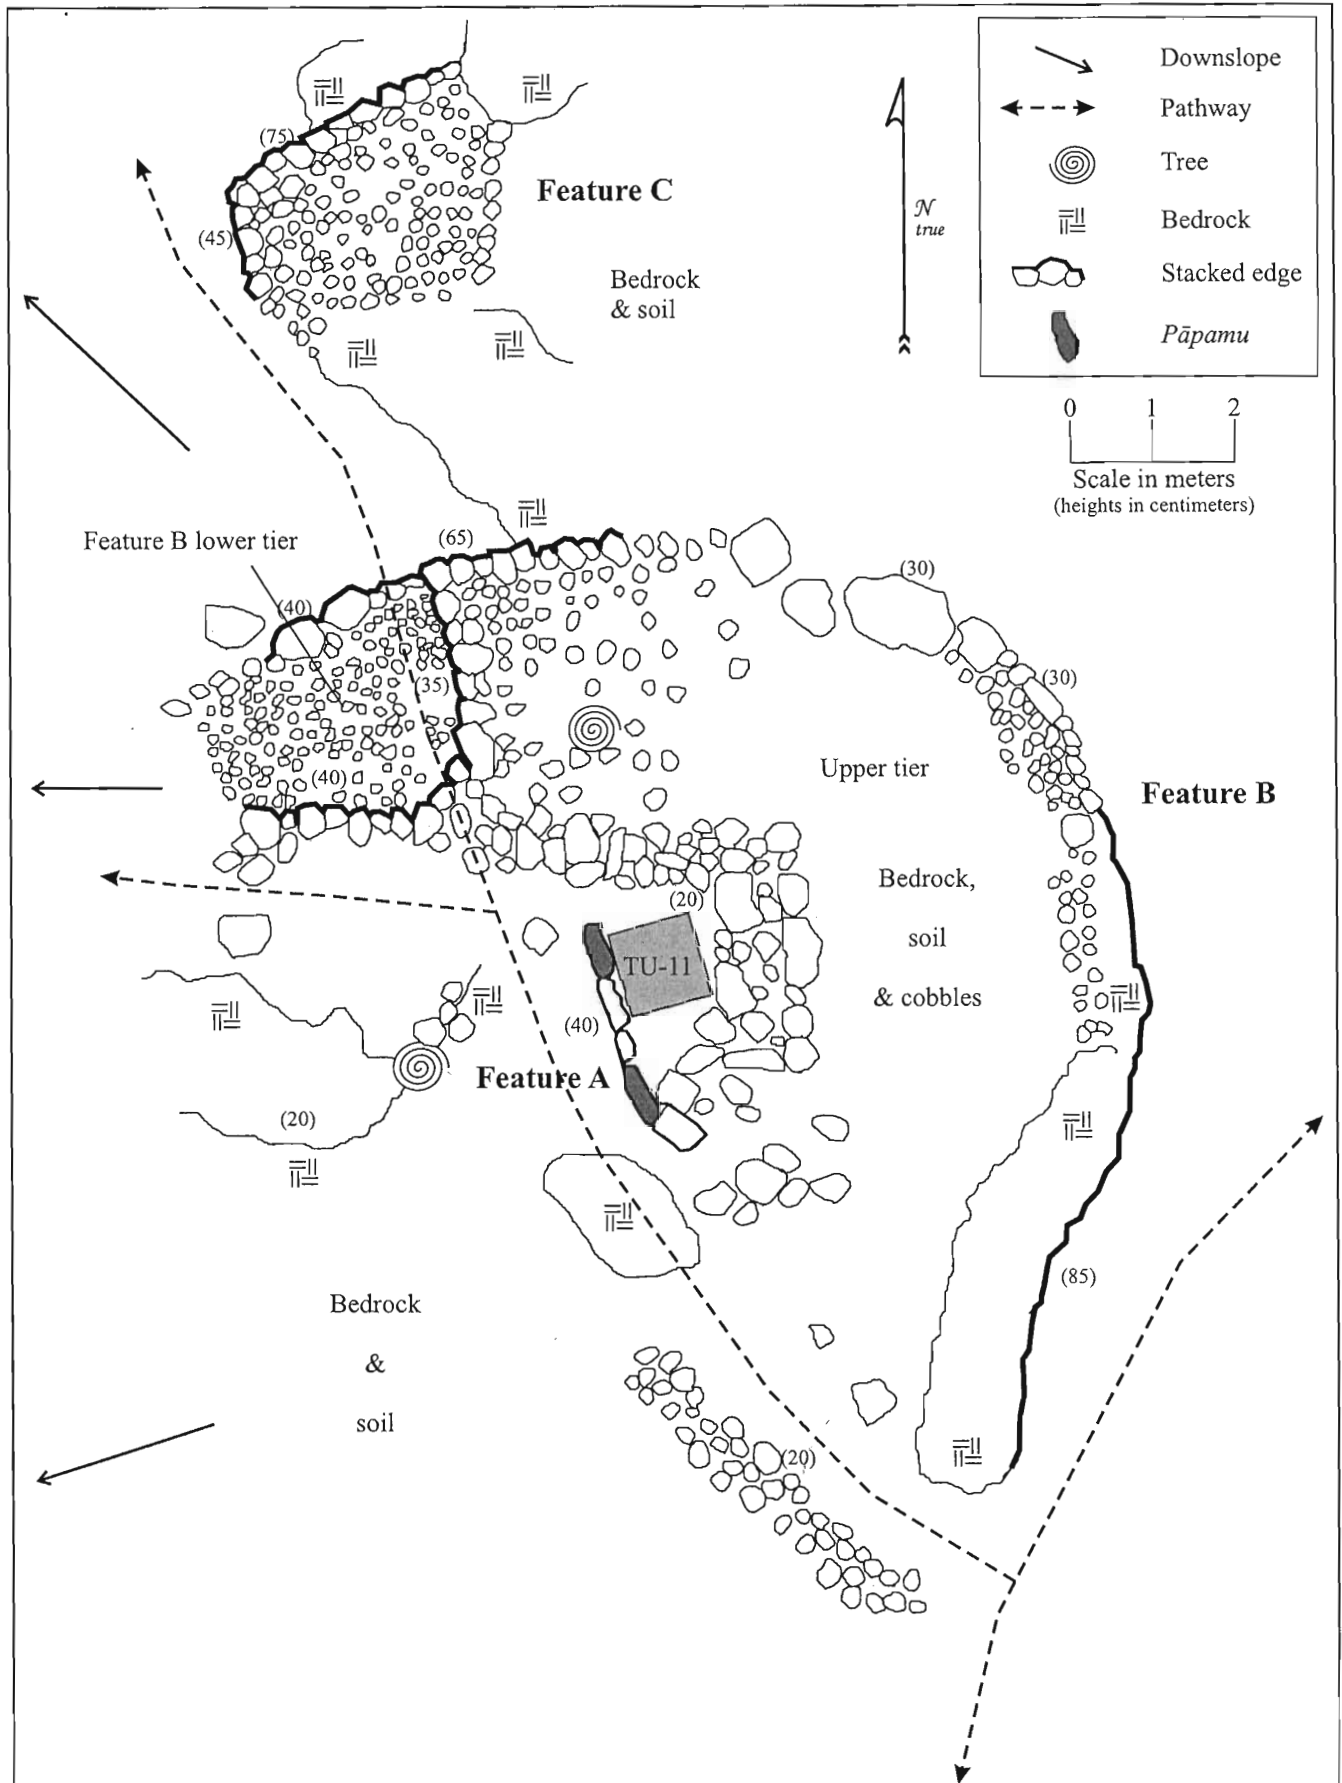 Downslope
Pathway
Tree
Bedrock
Stacked edge
Pāpamu
N
true
0 1 2
Scale in meters
(heights in centimeters)
(75)
Feature C
(45)
Bedrock
& soil
Feature B lower tier
(65)
(40)
(30)
(35)
(30)
(40)
Upper tier
Feature B
Bedrock,
soil
& cobbles
(20)
TU-11
(40)
Feature A
(20)
(85)
Bedrock
&
soil
(20)